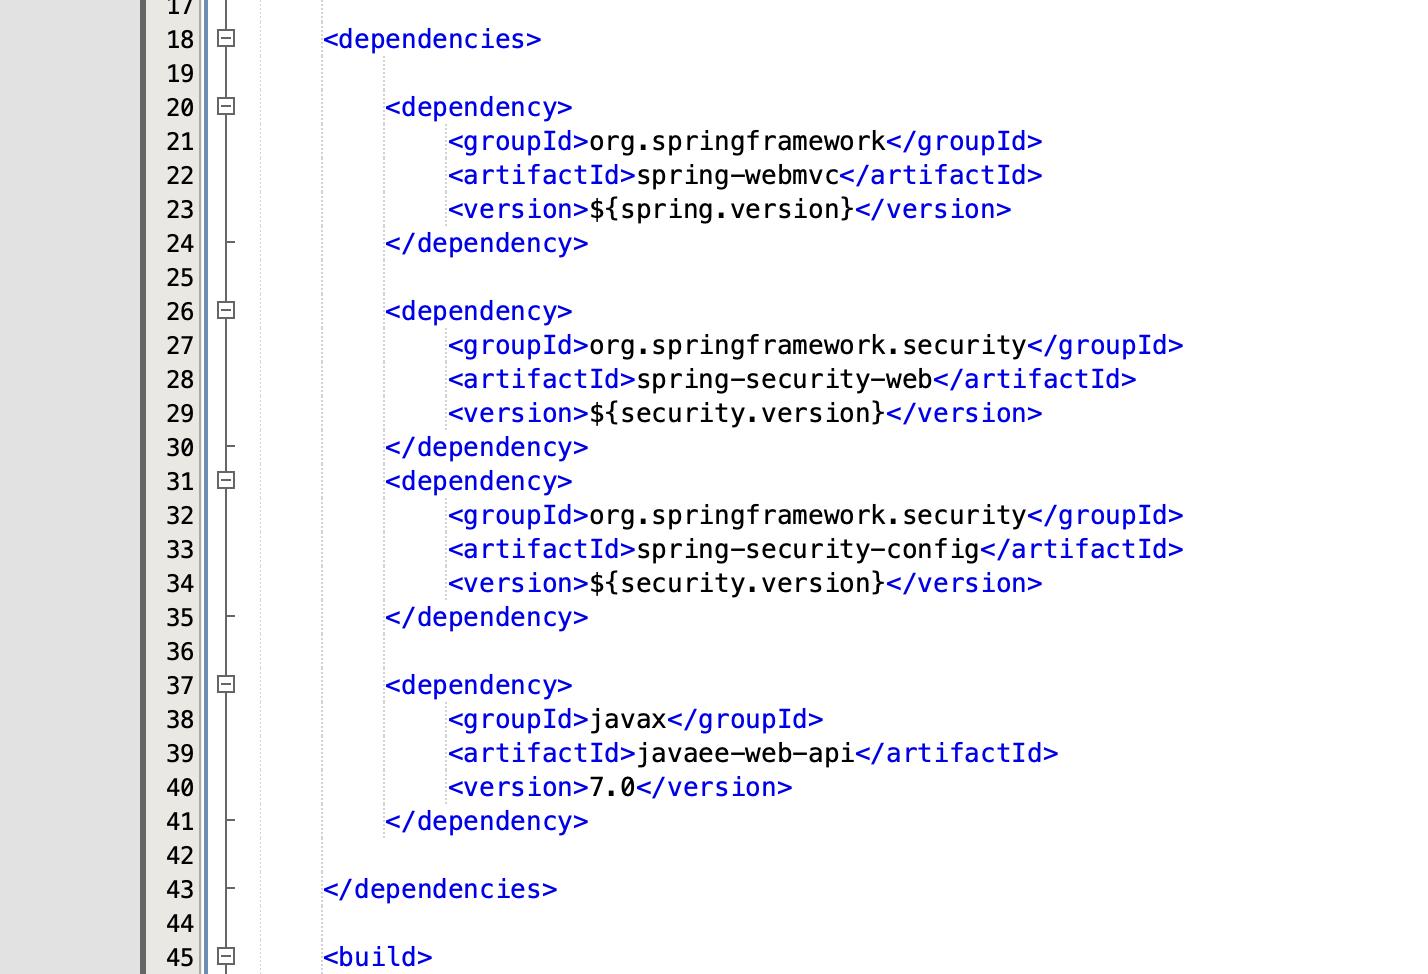 17
18 <dependencies>
19
20 <dependency>
21 <groupId>org.springframework</groupId>
22 <artifactId>spring-webmvc</artifactId>
23 <version>${spring.version}</version>
24 </dependency>
25
26 <dependency>
27 <groupId>org.springframework.security</groupId>
28 <artifactId>spring-security-web</artifactId>
29 <version>${security.version}</version>
30 </dependency>
31 <dependency>
32 <groupId>org.springframework.security</groupId>
33 <artifactId>spring-security-config</artifactId>
34 <version>${security.version}</version>
35 </dependency>
36
37 <dependency>
38 <groupId>javax</groupId>
39 <artifactId>javaee-web-api</artifactId>
40 <version>7.0</version>
41 </dependency>
42
43 </dependencies>
44
45 <build>